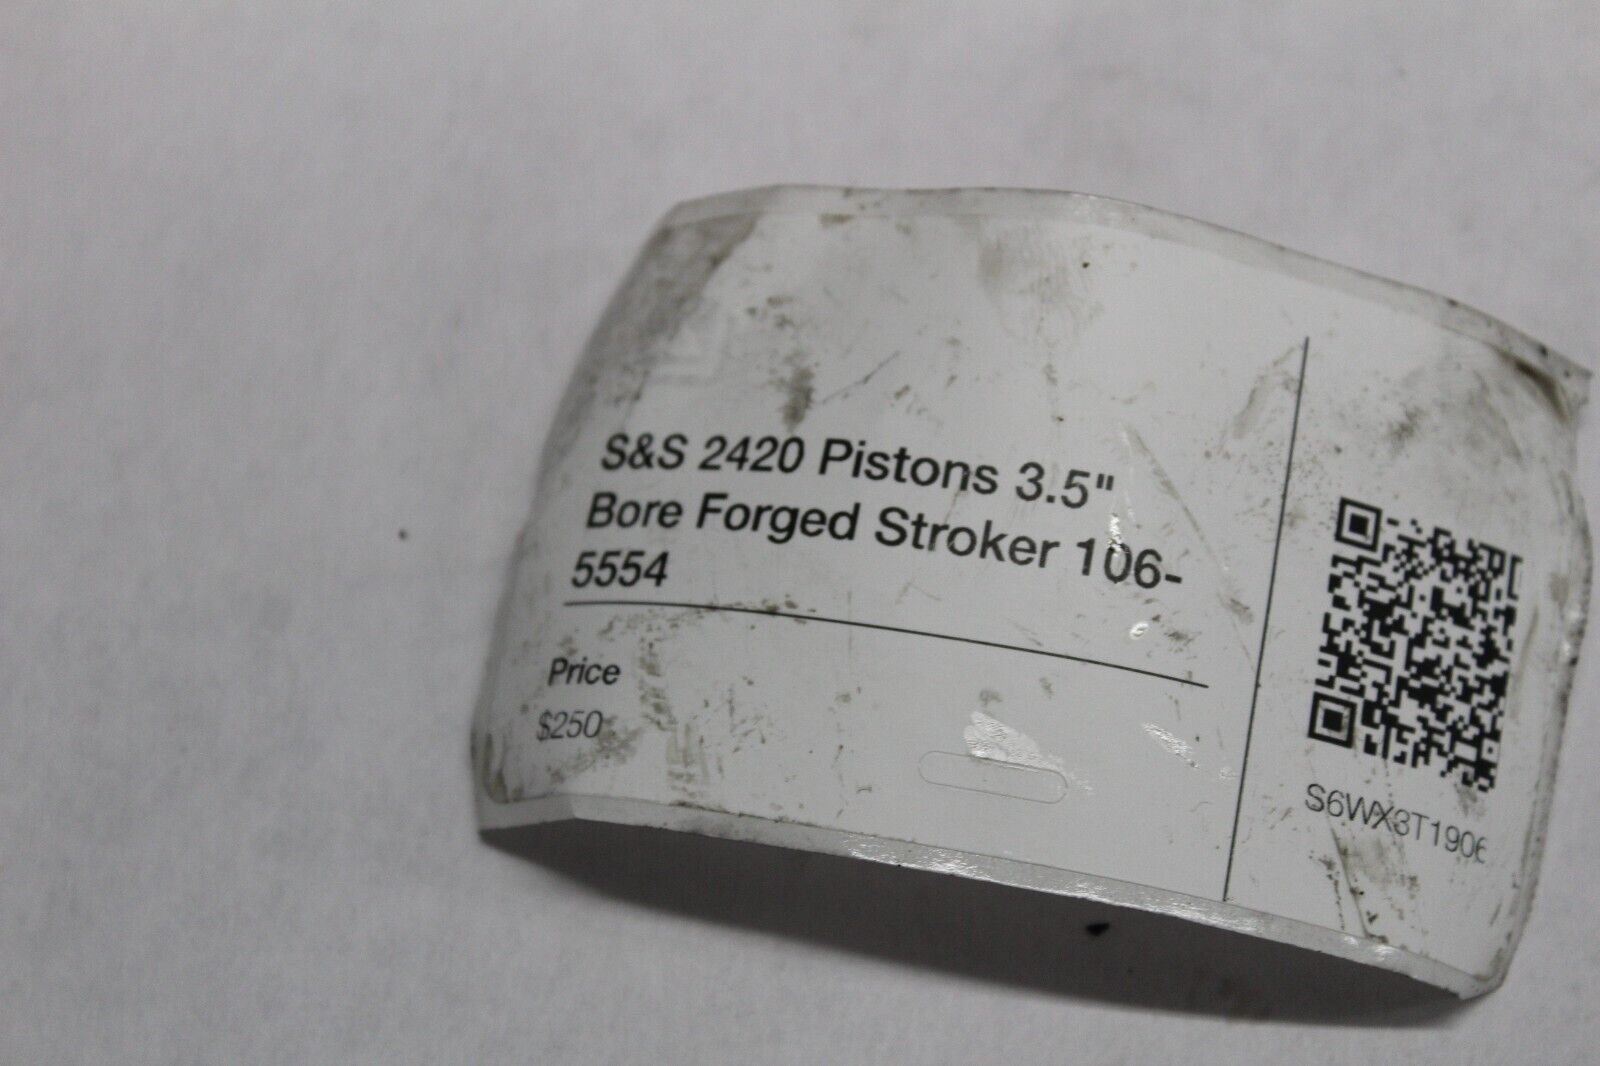 S&S 2420 Pistons 3.5"
Bore Forged Stroker 106-
5554
Price
$250
S6WX3T1906